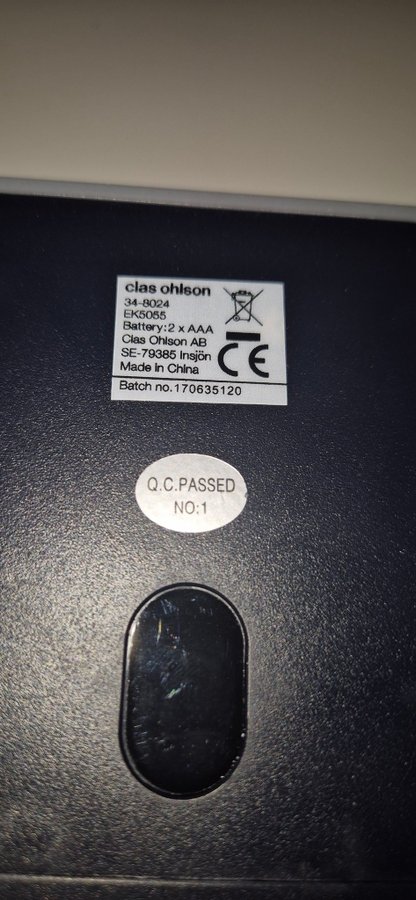 clas ohlson
34-8024
EK5055
Battery: 2 x AAA
Clas Ohlson AB
SE-79385 Insjön
Made in China
CE
Batch no. 170635120
Q.C.PASSED
NO:1